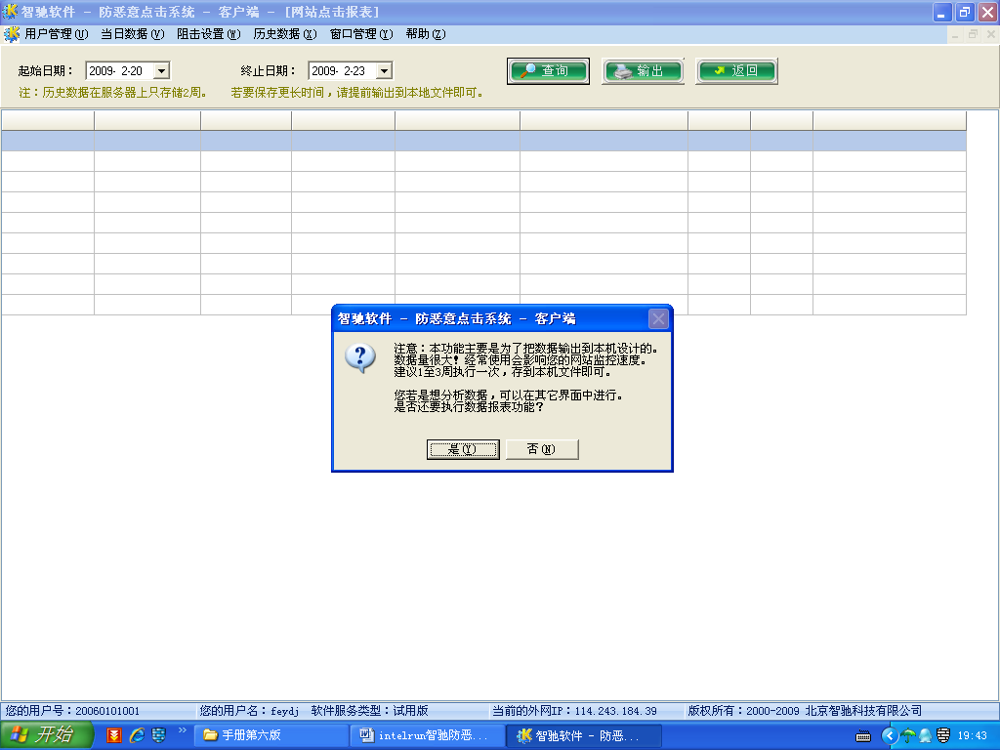 智驰软件 - 防恶意点击系统 - 客户端 - [网站点击报表]
用户管理(U) 当日数据(V) 阻击设置(W) 历史数据(X) 窗口管理(Y) 帮助(Z)
起始日期： 2009- 2-20 终止日期： 2009- 2-23 查询 输出 返回
注：历史数据在服务器上只存储2周。 若要保存更长时间，请提前输出到本地文件即可。
智驰软件 - 防恶意点击系统 - 客户端
注意：本功能主要是为了把数据输出到本机设计的。
数据量很大！经常使用会影响您的网站监控速度。
建议1至3周执行一次，存到本机文件即可。
您若是想分析数据，可以在其它界面中进行。
是否还要执行数据报表功能？
是(Y) 否(N)
您的用户号：20060101001 您的用户名：feydj 软件服务类型：试用版 当前的外网IP：114.243.184.39 版权所有：2000-2009 北京智驰科技有限公司
开始 手册第六版 intelrun智驰防恶... 智驰软件 - 防恶... 19:43